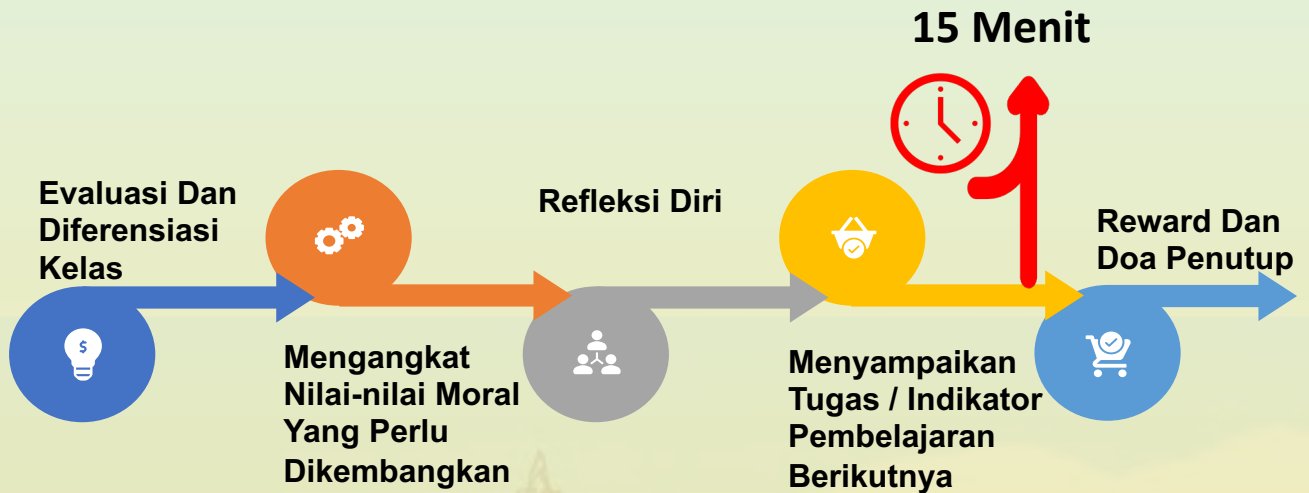 15 Menit
Evaluasi Dan
Diferensiasi
Kelas
Mengangkat
Nilai-nilai Moral
Yang Perlu
Dikembangkan
Refleksi Diri
Menyampaikan
Tugas / Indikator
Pembelajaran
Berikutnya
Reward Dan
Doa Penutup
$